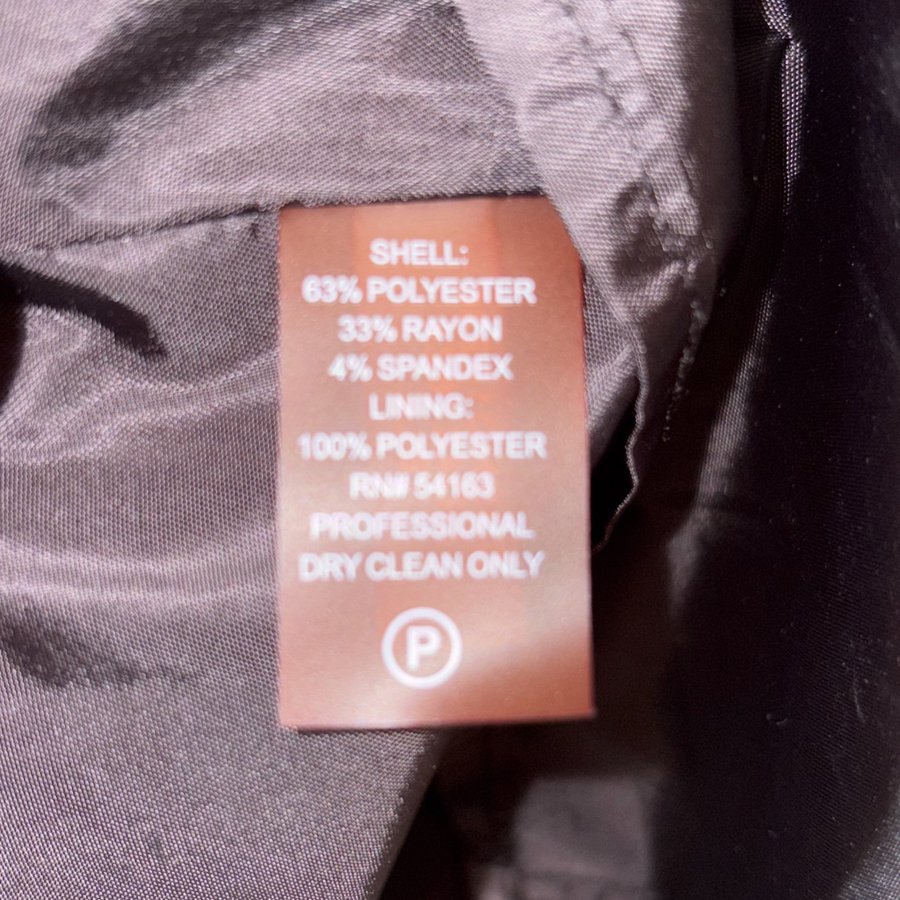 SHELL:
63% POLYESTER
33% RAYON
4% SPANDEX
LINING:
100% POLYESTER
RN# 54163
PROFESSIONAL
DRY CLEAN ONLY
P